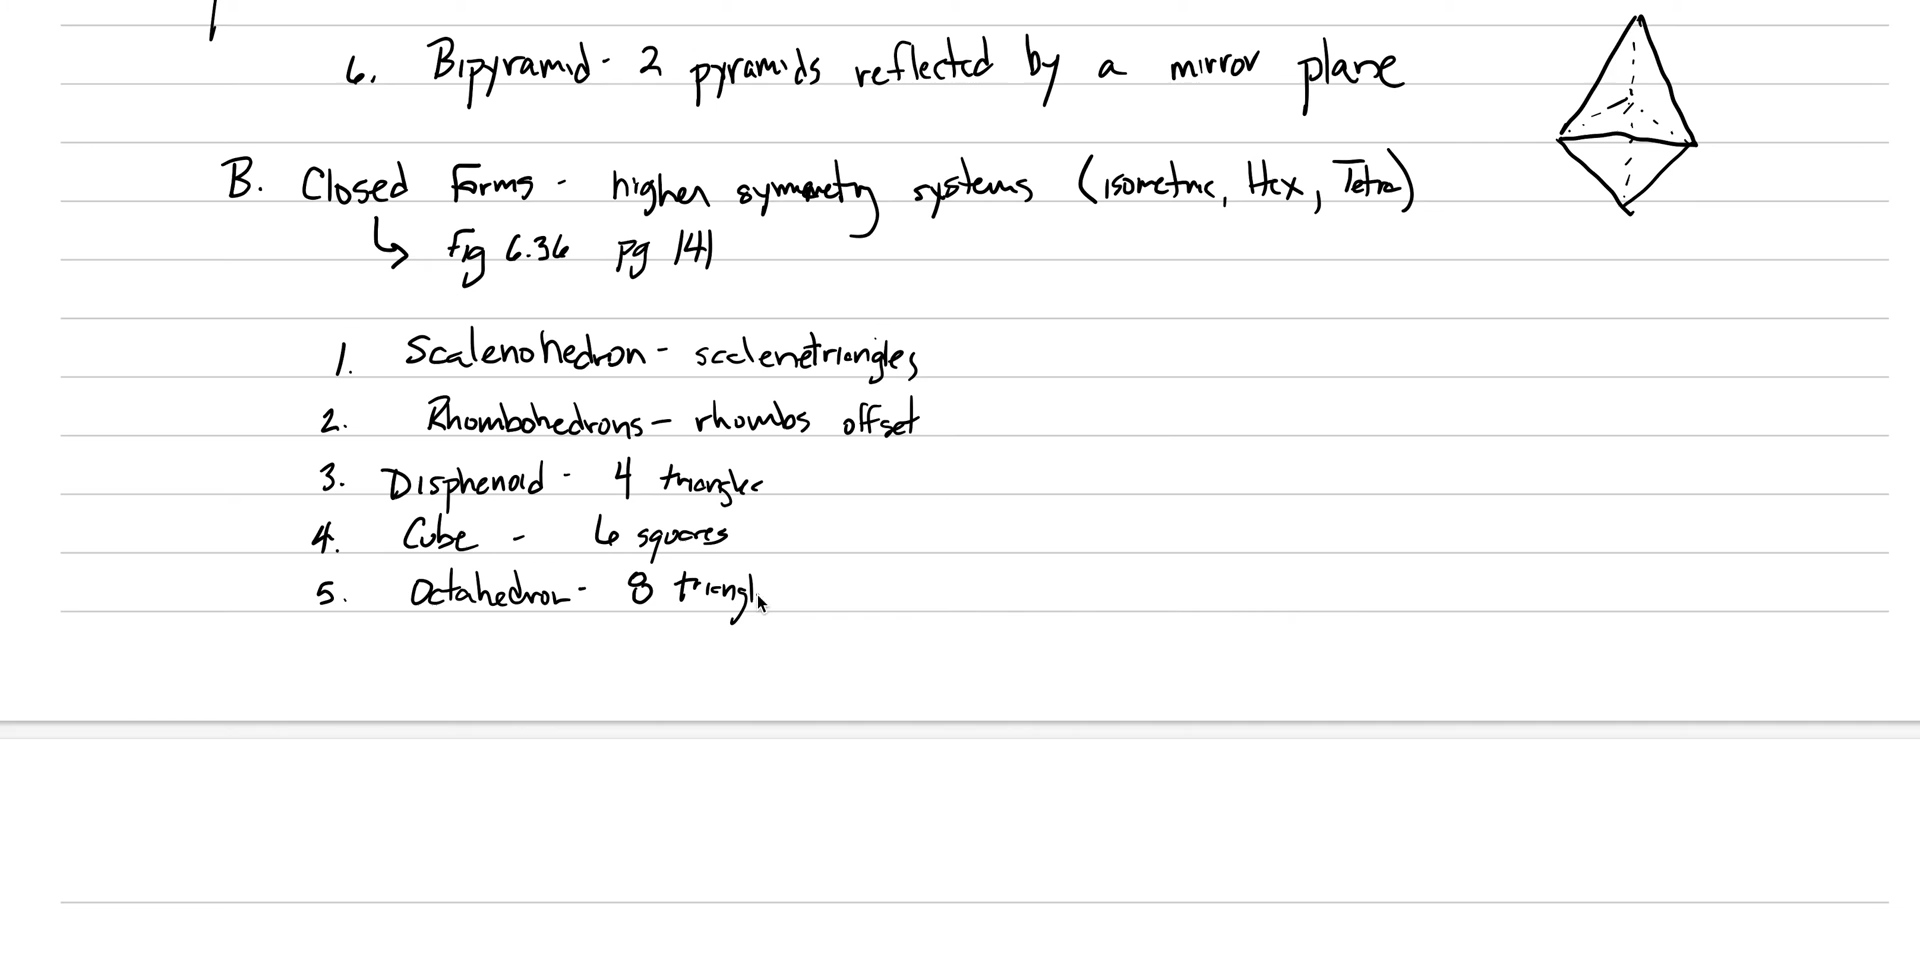 6. Bipyramid - 2 pyramids reflected by a mirror plane
B. Closed Forms - higher symmetry systems (isometric, Hex, Tetra)
↳ Fig 6.36 pg 141
1. Scalenohedron - scalene triangles
2. Rhombohedrons - rhombs offset
3. Disphenoid - 4 triangles
4. Cube - 6 squares
5. Octahedron - 8 triangl